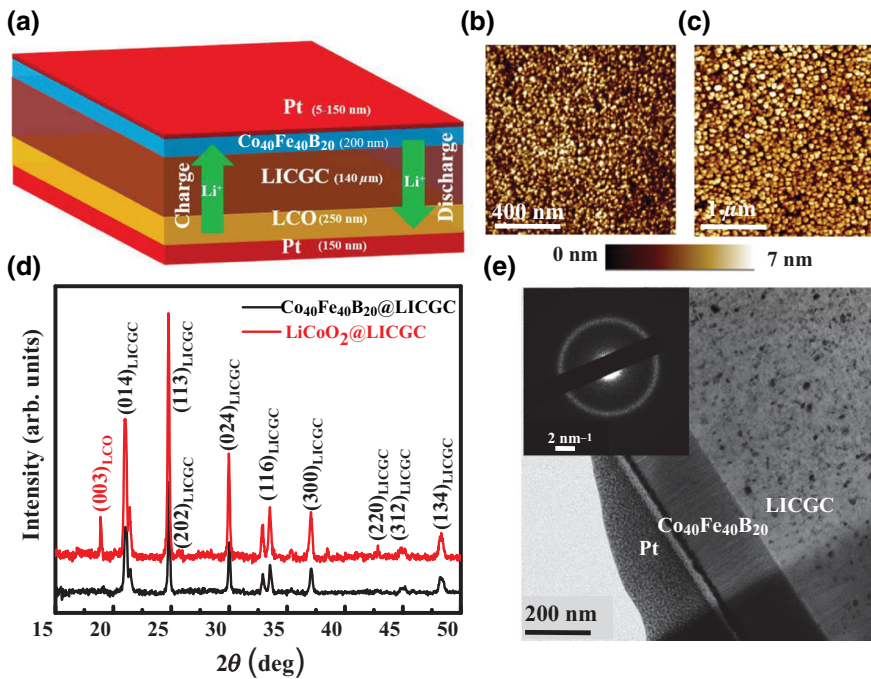 (a)
Pt (5-150 nm)
Co₄₀Fe₄₀B₂₀ (200 nm)
Charge
Li⁺
LICGC (140 µm)
Li⁺
Discharge
LCO (250 nm)
Pt (150 nm)
(b)
400 nm
(c)
1 µm
0 nm
7 nm
(d)
Co₄₀Fe₄₀B₂₀@LICGC
LiCoO₂@LICGC
Intensity (arb. units)
(003)LCO
(014)LICGC
(113)LICGC
(202)LICGC
(024)LICGC
(116)LICGC
(300)LICGC
(220)LICGC
(312)LICGC
(134)LICGC
15 20 25 30 35 40 45 50
2θ (deg)
(e)
2 nm⁻¹
LICGC
Co₄₀Fe₄₀B₂₀
Pt
200 nm